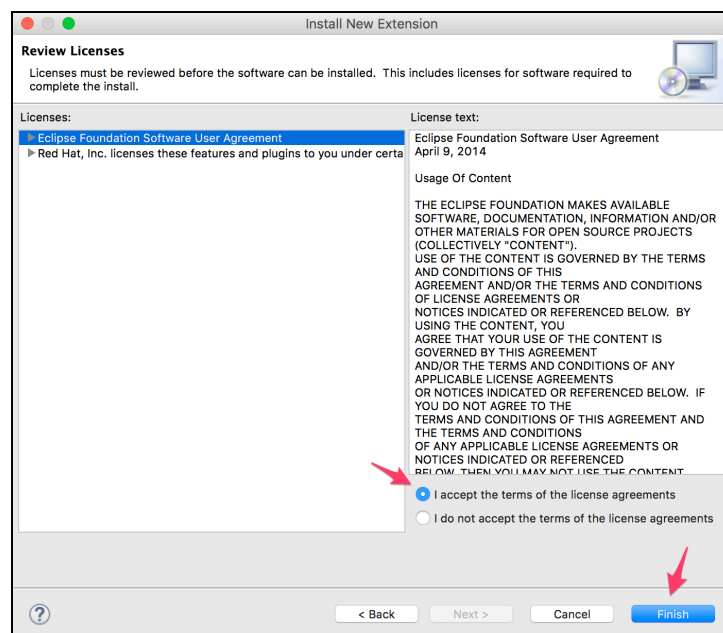 Install New Extension
Review Licenses
Licenses must be reviewed before the software can be installed.  This includes licenses for software required to
complete the install.
Licenses:
Eclipse Foundation Software User Agreement
Red Hat, Inc. licenses these features and plugins to you under certa
License text:
Eclipse Foundation Software User Agreement
April 9, 2014
Usage Of Content
THE ECLIPSE FOUNDATION MAKES AVAILABLE
SOFTWARE, DOCUMENTATION, INFORMATION AND/OR
OTHER MATERIALS FOR OPEN SOURCE PROJECTS
(COLLECTIVELY "CONTENT").
USE OF THE CONTENT IS GOVERNED BY THE TERMS
AND CONDITIONS OF THIS
AGREEMENT AND/OR THE TERMS AND CONDITIONS
OF LICENSE AGREEMENTS OR
NOTICES INDICATED OR REFERENCED BELOW.  BY
USING THE CONTENT, YOU
AGREE THAT YOUR USE OF THE CONTENT IS
GOVERNED BY THIS AGREEMENT
AND/OR THE TERMS AND CONDITIONS OF ANY
APPLICABLE LICENSE AGREEMENTS
OR NOTICES INDICATED OR REFERENCED BELOW.  IF
YOU DO NOT AGREE TO THE
TERMS AND CONDITIONS OF THIS AGREEMENT AND
THE TERMS AND CONDITIONS
OF ANY APPLICABLE LICENSE AGREEMENTS OR
NOTICES INDICATED OR REFERENCED
BELOW, THEN YOU MAY NOT USE THE CONTENT
I accept the terms of the license agreements
I do not accept the terms of the license agreements
?
< Back
Next >
Cancel
Finish